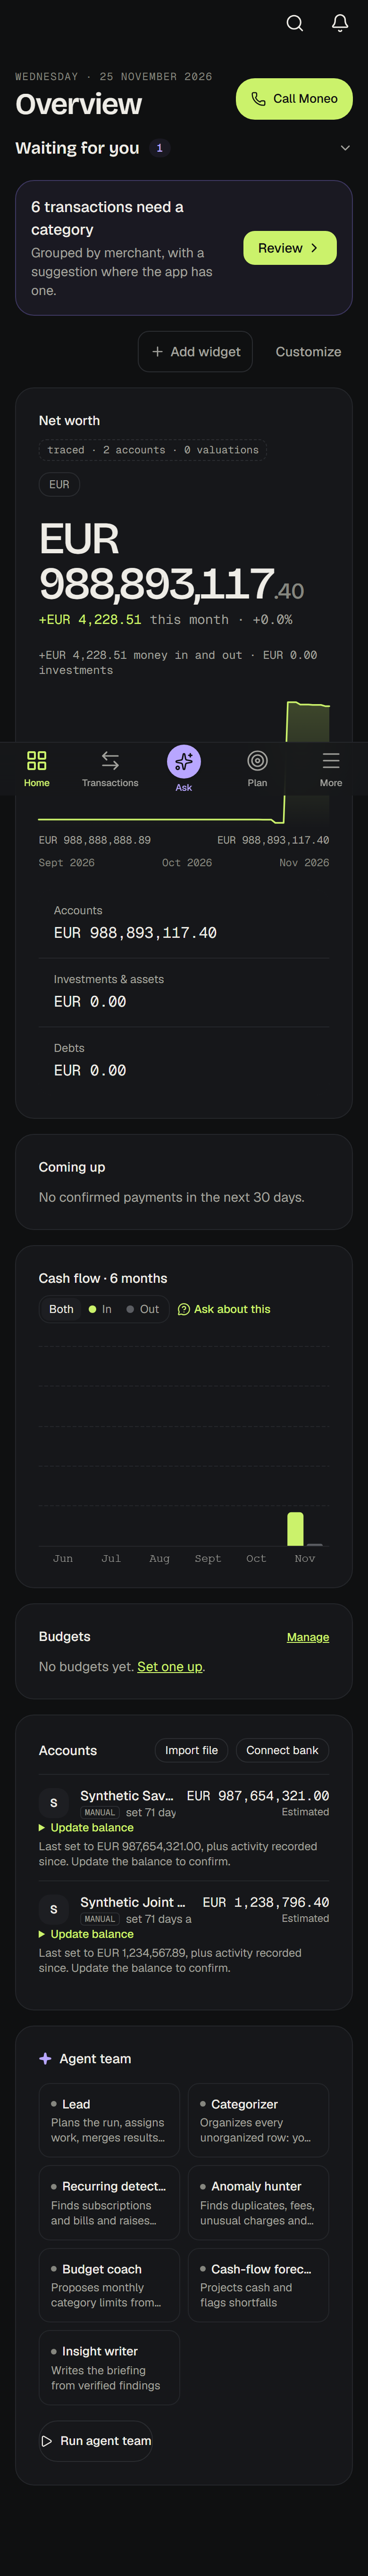 WEDNESDAY · 25 NOVEMBER 2026
Overview
Call Moneo
Waiting for you 1
6 transactions need a
category
Grouped by merchant, with a
suggestion where the app has
one.
Review
Add widget
Customize
Net worth
traced · 2 accounts · 0 valuations
EUR
EUR
988,893,117.40
+EUR 4,228.51 this month · +0.0%
+EUR 4,228.51 money in and out · EUR 0.00
investments
Home
Transactions
Ask
Plan
More
EUR 988,888,888.89
EUR 988,893,117.40
Sept 2026
Oct 2026
Nov 2026
Accounts
EUR 988,893,117.40
Investments & assets
EUR 0.00
Debts
EUR 0.00
Coming up
No confirmed payments in the next 30 days.
Cash flow · 6 months
Both
In
Out
Ask about this
Jun
Jul
Aug
Sept
Oct
Nov
Budgets
Manage
No budgets yet. Set one up.
Accounts
Import file
Connect bank
S
Synthetic Sav...
EUR 987,654,321.00
MANUAL set 71 day
Estimated
Update balance
Last set to EUR 987,654,321.00, plus activity recorded
since. Update the balance to confirm.
S
Synthetic Joint ...
EUR 1,238,796.40
MANUAL set 71 days a
Estimated
Update balance
Last set to EUR 1,234,567.89, plus activity recorded
since. Update the balance to confirm.
Agent team
Lead
Plans the run, assigns
work, merges results...
Categorizer
Organizes every
unorganized row: yo...
Recurring detect...
Finds subscriptions
and bills and raises...
Anomaly hunter
Finds duplicates, fees,
unusual charges and...
Budget coach
Proposes monthly
category limits from...
Cash-flow forec...
Projects cash and
flags shortfalls
Insight writer
Writes the briefing
from verified findings
Run agent team